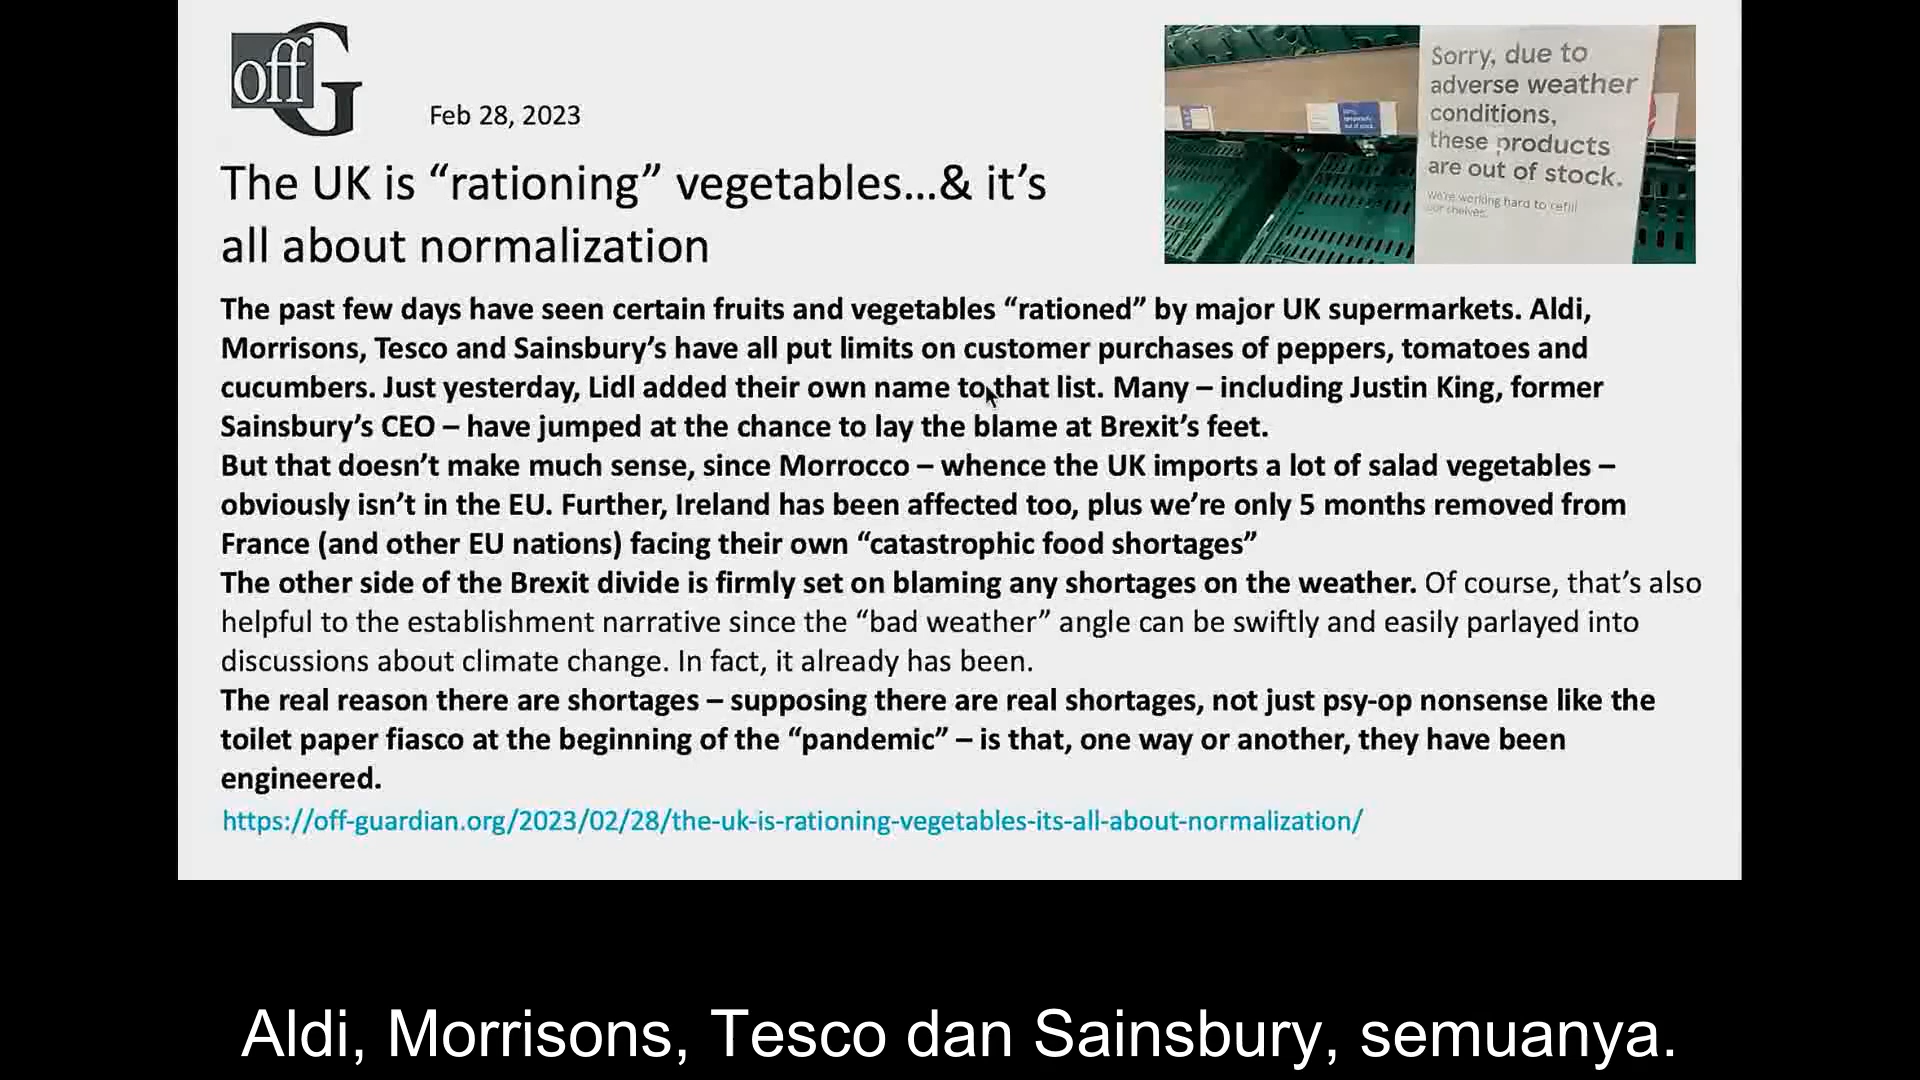 off G
Feb 28, 2023
The UK is “rationing” vegetables...& it’s
all about normalization
Sorry, due to
adverse weather
conditions,
these products
are out of stock.
We're working hard to refill
our shelves.
The past few days have seen certain fruits and vegetables “rationed” by major UK supermarkets. Aldi,
Morrisons, Tesco and Sainsbury’s have all put limits on customer purchases of peppers, tomatoes and
cucumbers. Just yesterday, Lidl added their own name to that list. Many – including Justin King, former
Sainsbury’s CEO – have jumped at the chance to lay the blame at Brexit’s feet.
But that doesn’t make much sense, since Morrocco – whence the UK imports a lot of salad vegetables –
obviously isn’t in the EU. Further, Ireland has been affected too, plus we’re only 5 months removed from
France (and other EU nations) facing their own “catastrophic food shortages”
The other side of the Brexit divide is firmly set on blaming any shortages on the weather. Of course, that’s also
helpful to the establishment narrative since the “bad weather” angle can be swiftly and easily parlayed into
discussions about climate change. In fact, it already has been.
The real reason there are shortages – supposing there are real shortages, not just psy-op nonsense like the
toilet paper fiasco at the beginning of the “pandemic” – is that, one way or another, they have been
engineered.
https://off-guardian.org/2023/02/28/the-uk-is-rationing-vegetables-its-all-about-normalization/
Aldi, Morrisons, Tesco dan Sainsbury, semuanya.